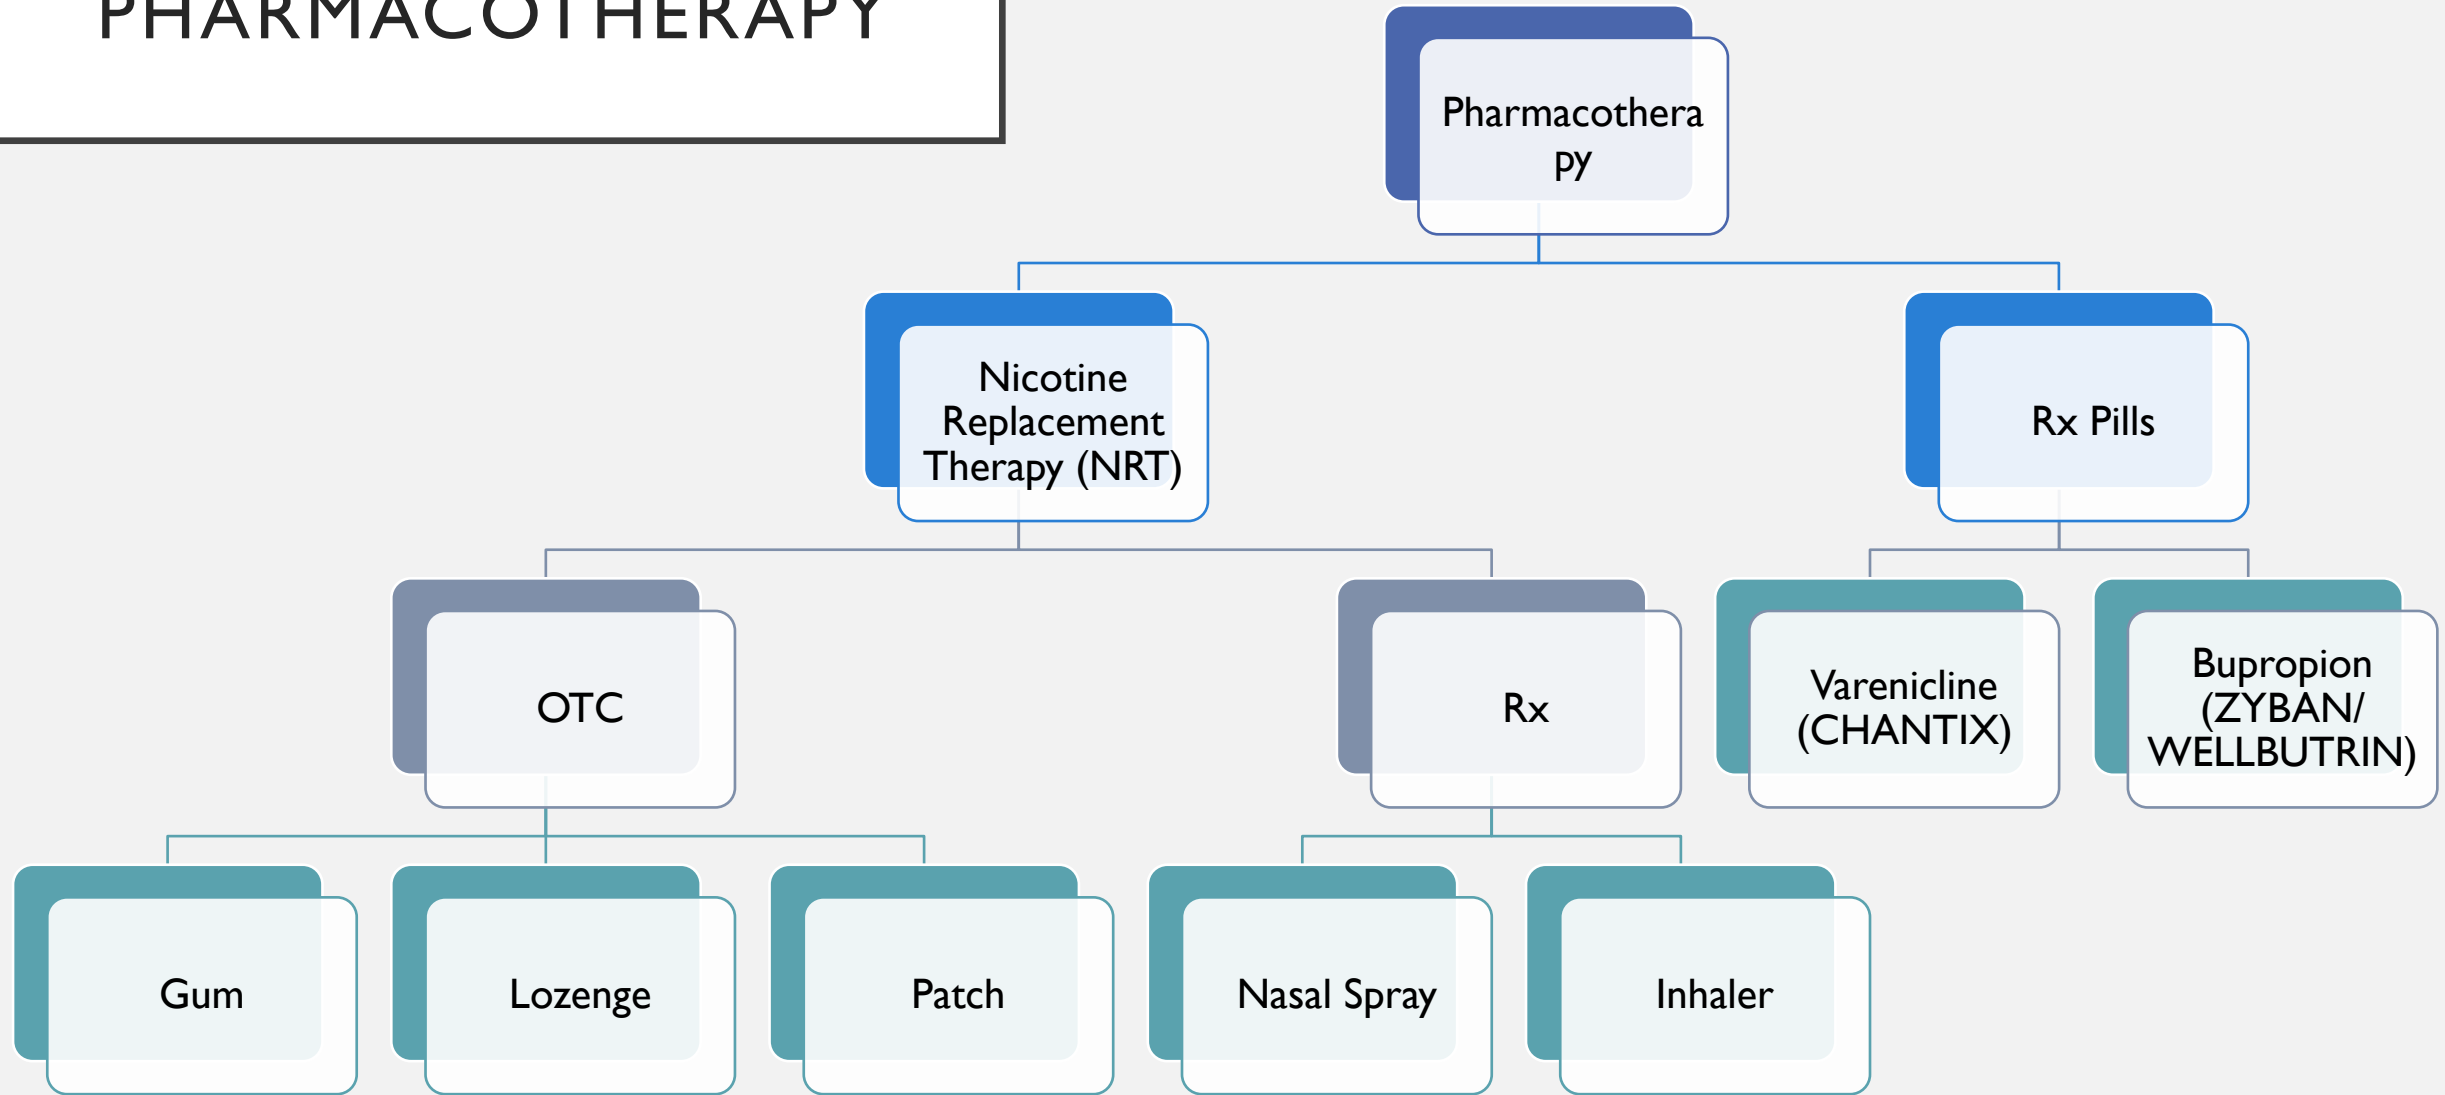 PHARMACOTHERAPY
Pharmacothera
py
Nicotine
Replacement
Therapy (NRT)
Rx Pills
OTC
Rx
Varenicline
(CHANTIX)
Bupropion
(ZYBAN/
WELLBUTRIN)
Gum
Lozenge
Patch
Nasal Spray
Inhaler